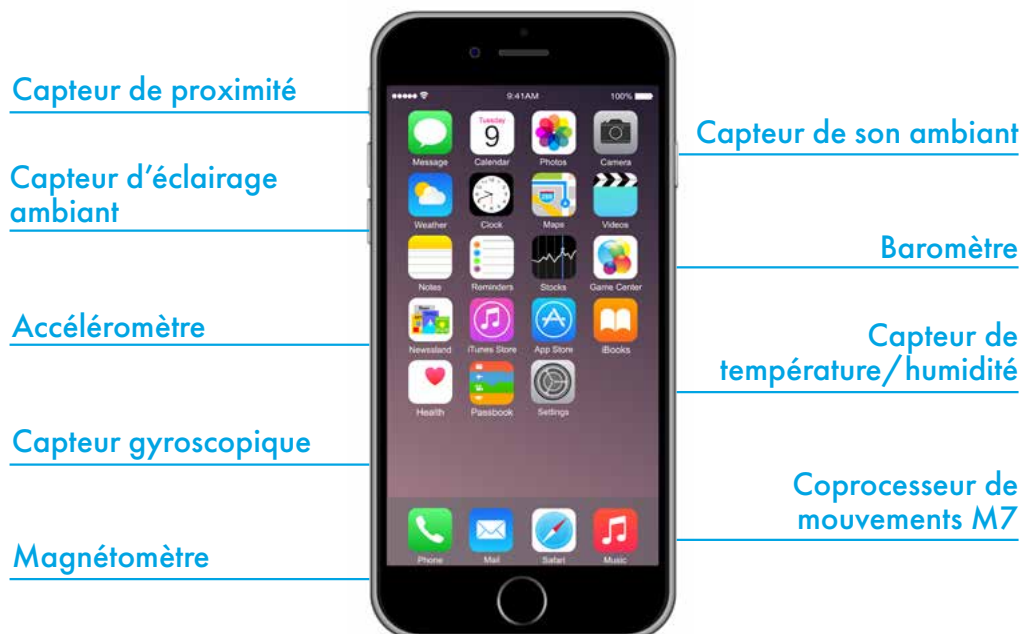 Capteur de proximité
Capteur d’éclairage
ambiant
Accéléromètre
Capteur gyroscopique
Magnétomètre
9:41AM 100%
Tuesday
9
Message Calendar Photos Camera
280
Weather Clock Maps Videos
Notes Reminders Stocks Game Center
Newssland iTunes Store App Store iBooks
Health Passbook Settings
Phone Mail Safari Music
Capteur de son ambiant
Baromètre
Capteur de
température/humidité
Coprocesseur de
mouvements M7